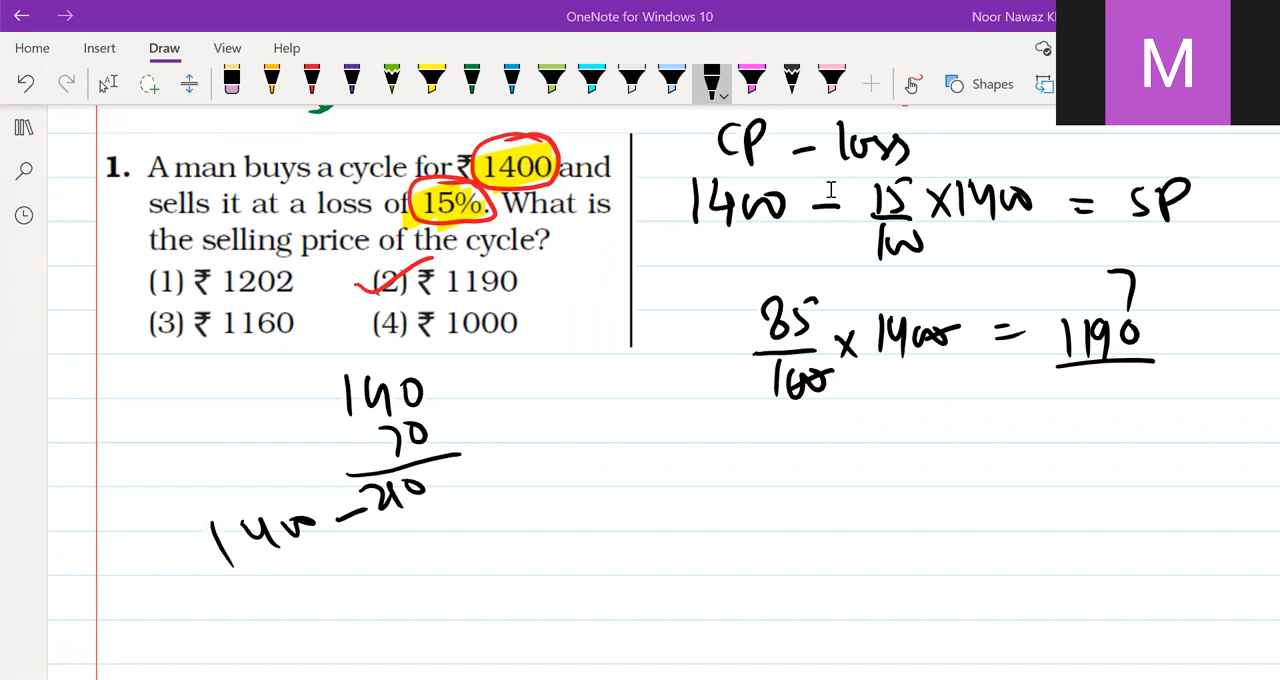 OneNote for Windows 10
Noor Nawaz Kh
M
Home Insert Draw View Help
Shapes
CP - loss
1. A man buys a cycle for ₹ 1400 and
sells it at a loss of 15%. What is
the selling price of the cycle?
(1) ₹ 1202 (2) ₹ 1190
(3) ₹ 1160 (4) ₹ 1000
1400 - 15/100 × 1400 = SP
7
85/100 × 1400 = 1190
140
70
210
1400 -